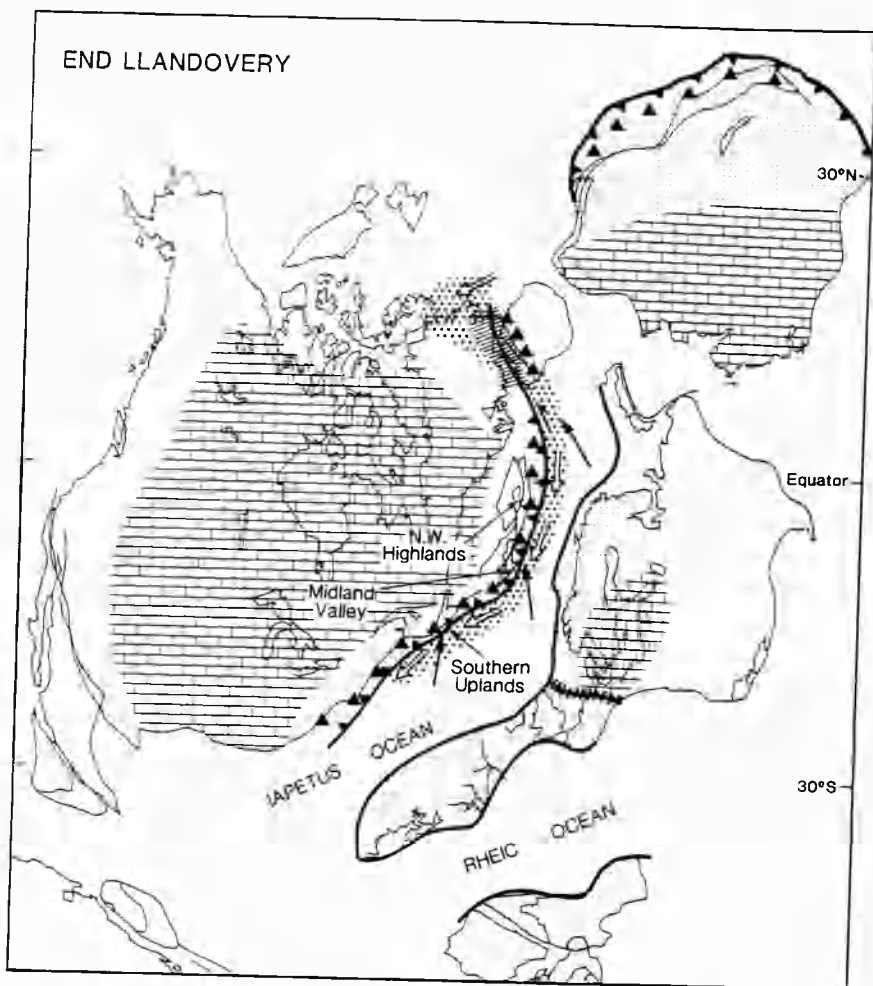 END LLANDOVERY
30°N
Equator
N.W.
Highlands
Midland
Valley
Southern
Uplands
IAPETUS OCEAN
30°S
RHEIC OCEAN